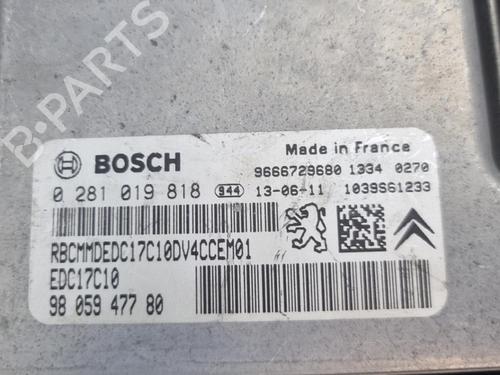 B-PARTS
BOSCH
Made in France
9666729680 1334 0270
0 281 019 818 944 13-06-11 1039S61233
RBCMMDEDC17C10DV4CCEM01
EDC17C10
98 059 477 80